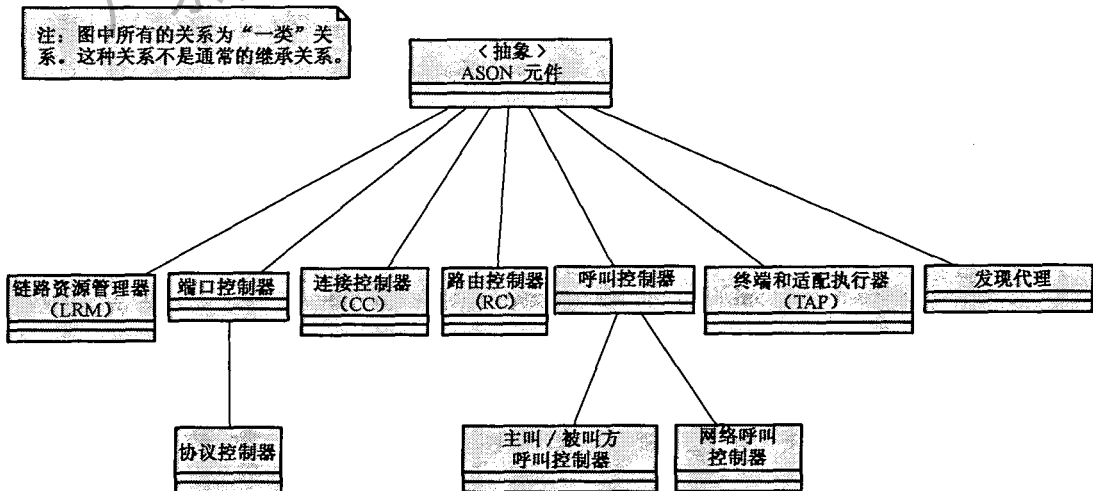 注：图中所有的关系为“一类”关
系。这种关系不是通常的继承关系。
〈抽象〉
ASON 元件
链路资源管理器
（LRM）
端口控制器
连接控制器
（CC）
路由控制器
（RC）
呼叫控制器
终端和适配执行器
（TAP）
发现代理
协议控制器
主叫／被叫方
呼叫控制器
网络呼叫
控制器